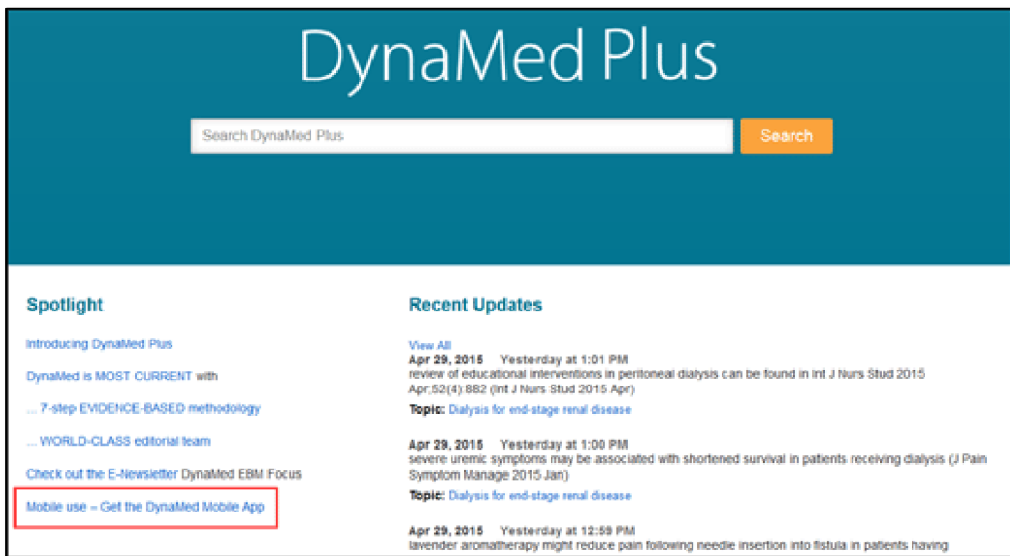 DynaMed Plus
Search DynaMed Plus
Search
Spotlight
Introducing DynaMed Plus
DynaMed is MOST CURRENT with
... 7-step EVIDENCE-BASED methodology
... WORLD-CLASS editorial team
Check out the E-Newsletter DynaMed EBM Focus
Mobile use – Get the DynaMed Mobile App
Recent Updates
View All
Apr 29, 2015 Yesterday at 1:01 PM
review of educational interventions in peritoneal dialysis can be found in Int J Nurs Stud 2015
Apr;52(4):882 (Int J Nurs Stud 2015 Apr)
Topic: Dialysis for end-stage renal disease
Apr 29, 2015 Yesterday at 1:00 PM
severe uremic symptoms may be associated with shortened survival in patients receiving dialysis (J Pain
Symptom Manage 2015 Jan)
Topic: Dialysis for end-stage renal disease
Apr 29, 2015 Yesterday at 12:59 PM
lavender aromatherapy might reduce pain following needle insertion into fistula in patients having